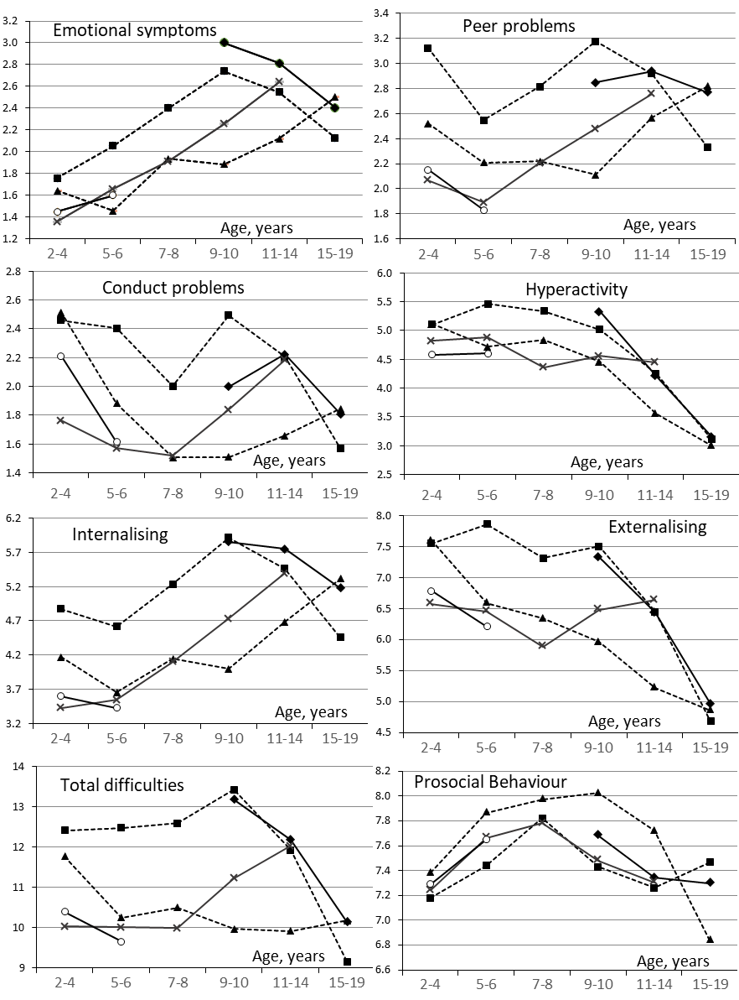 Emotional symptoms
3.2
3.0
2.8
2.6
2.4
2.2
2.0
1.8
1.6
1.4
1.2
Age, years
2-4 5-6 7-8 9-10 11-14 15-19
Peer problems
3.4
3.2
3.0
2.8
2.6
2.4
2.2
2.0
1.8
1.6
Age, years
2-4 5-6 7-8 9-10 11-14 15-19
Conduct problems
2.8
2.6
2.4
2.2
2.0
1.8
1.6
1.4
Age, years
2-4 5-6 7-8 9-10 11-14 15-19
Hyperactivity
6.0
5.5
5.0
4.5
4.0
3.5
3.0
2.5
Age, years
2-4 5-6 7-8 9-10 11-14 15-19
Internalising
6.2
5.7
5.2
4.7
4.2
3.7
3.2
Age, years
2-4 5-6 7-8 9-10 11-14 15-19
Externalising
8.0
7.5
7.0
6.5
6.0
5.5
5.0
4.5
Age, years
2-4 5-6 7-8 9-10 11-14 15-19
Total difficulties
14
13
12
11
10
9
Age, years
2-4 5-6 7-8 9-10 11-14 15-19
Prosocial Behaviour
8.2
8.0
7.8
7.6
7.4
7.2
7.0
6.8
6.6
Age, years
2-4 5-6 7-8 9-10 11-14 15-19